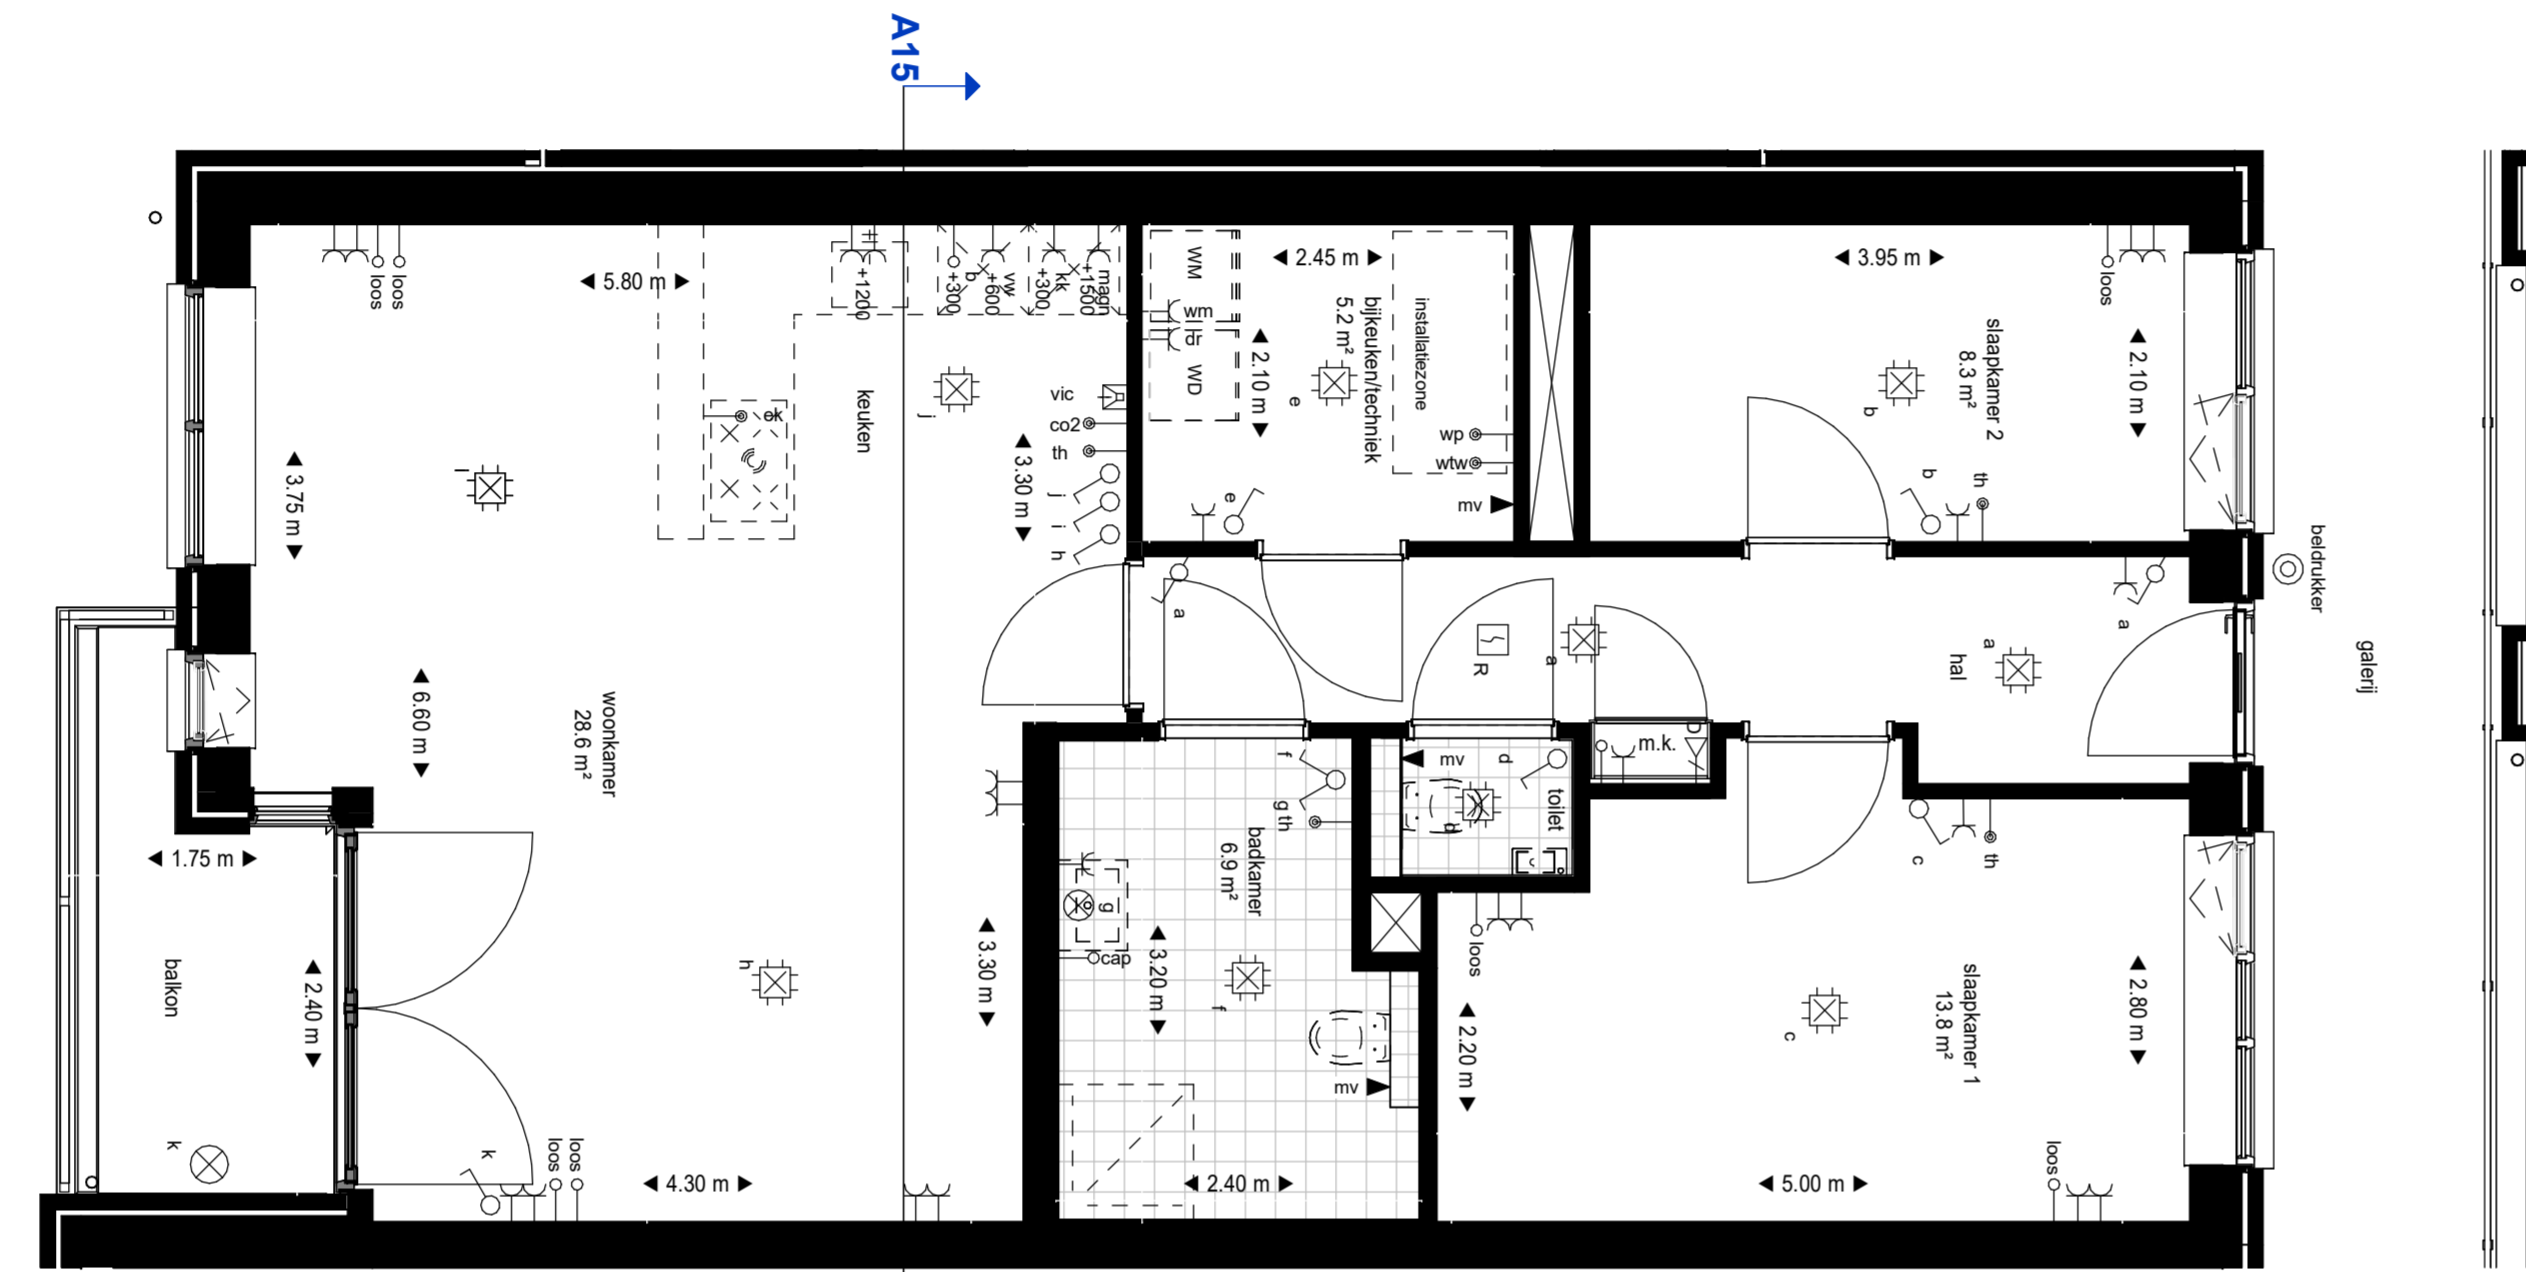 A15
5.80 m
loos
loos
+1200
+300
b
+600
vw
+300
kk
+1500
magn
WM
wm
dr
WD
2.45 m
2.10 m
bijkeuken/techniek
5.2 m²
installatiezone
e
wp
wtw
mv
e
3.95 m
loos
slaapkamer 2
8.3 m²
2.10 m
b
b
th
beldrukker
galerij
keuken
j
ek
vic
co2
th
j
i
h
3.30 m
3.75 m
l
6.60 m
woonkamer
28.6 m²
a
R
a
a
hal
a
m.k.
D
mv
d
d
toilet
f
g
th
badkamer
6.9 m²
g
cap
3.20 m
f
mv
2.40 m
c
th
loos
2.20 m
slaapkamer 1
13.8 m²
c
2.80 m
loos
5.00 m
1.75 m
balkon
2.40 m
k
k
loos
loos
h
3.30 m
4.30 m